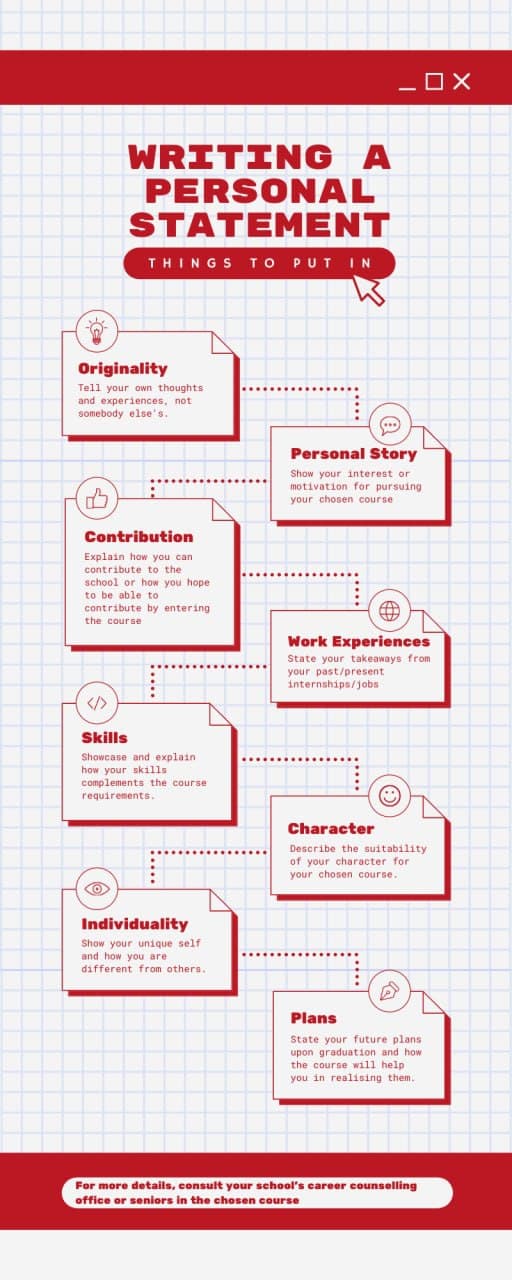 WRITING A
PERSONAL
STATEMENT
THINGS TO PUT IN
Originality
Tell your own thoughts
and experiences, not
somebody else's.
Personal Story
Show your interest or
motivation for pursuing
your chosen course
Contribution
Explain how you can
contribute to the
school or how you hope
to be able to
contribute by entering
the course
Work Experiences
State your takeaways from
your past/present
internships/jobs
Skills
Showcase and explain
how your skills
complements the course
requirements.
Character
Describe the suitability
of your character for
your chosen course.
Individuality
Show your unique self
and how you are
different from others.
Plans
State your future plans
upon graduation and how
the course will help
you in realising them.
For more details, consult your school's career counselling
office or seniors in the chosen course